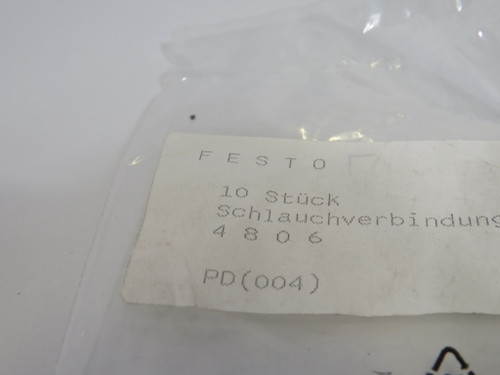 FESTO
10 Stück
Schlauchverbindung
4806
PD(004)